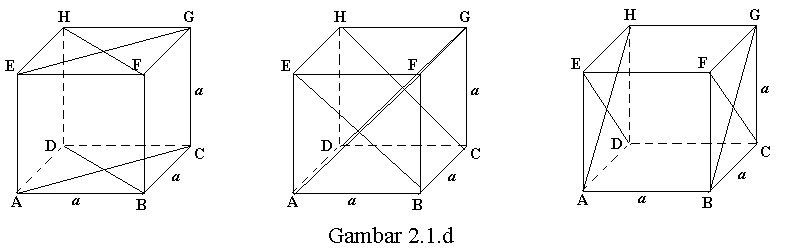 H G H G H G
E F E F E F
a a a
D C D C D C
a a a
A a B A a B A a B
Gambar 2.1.d